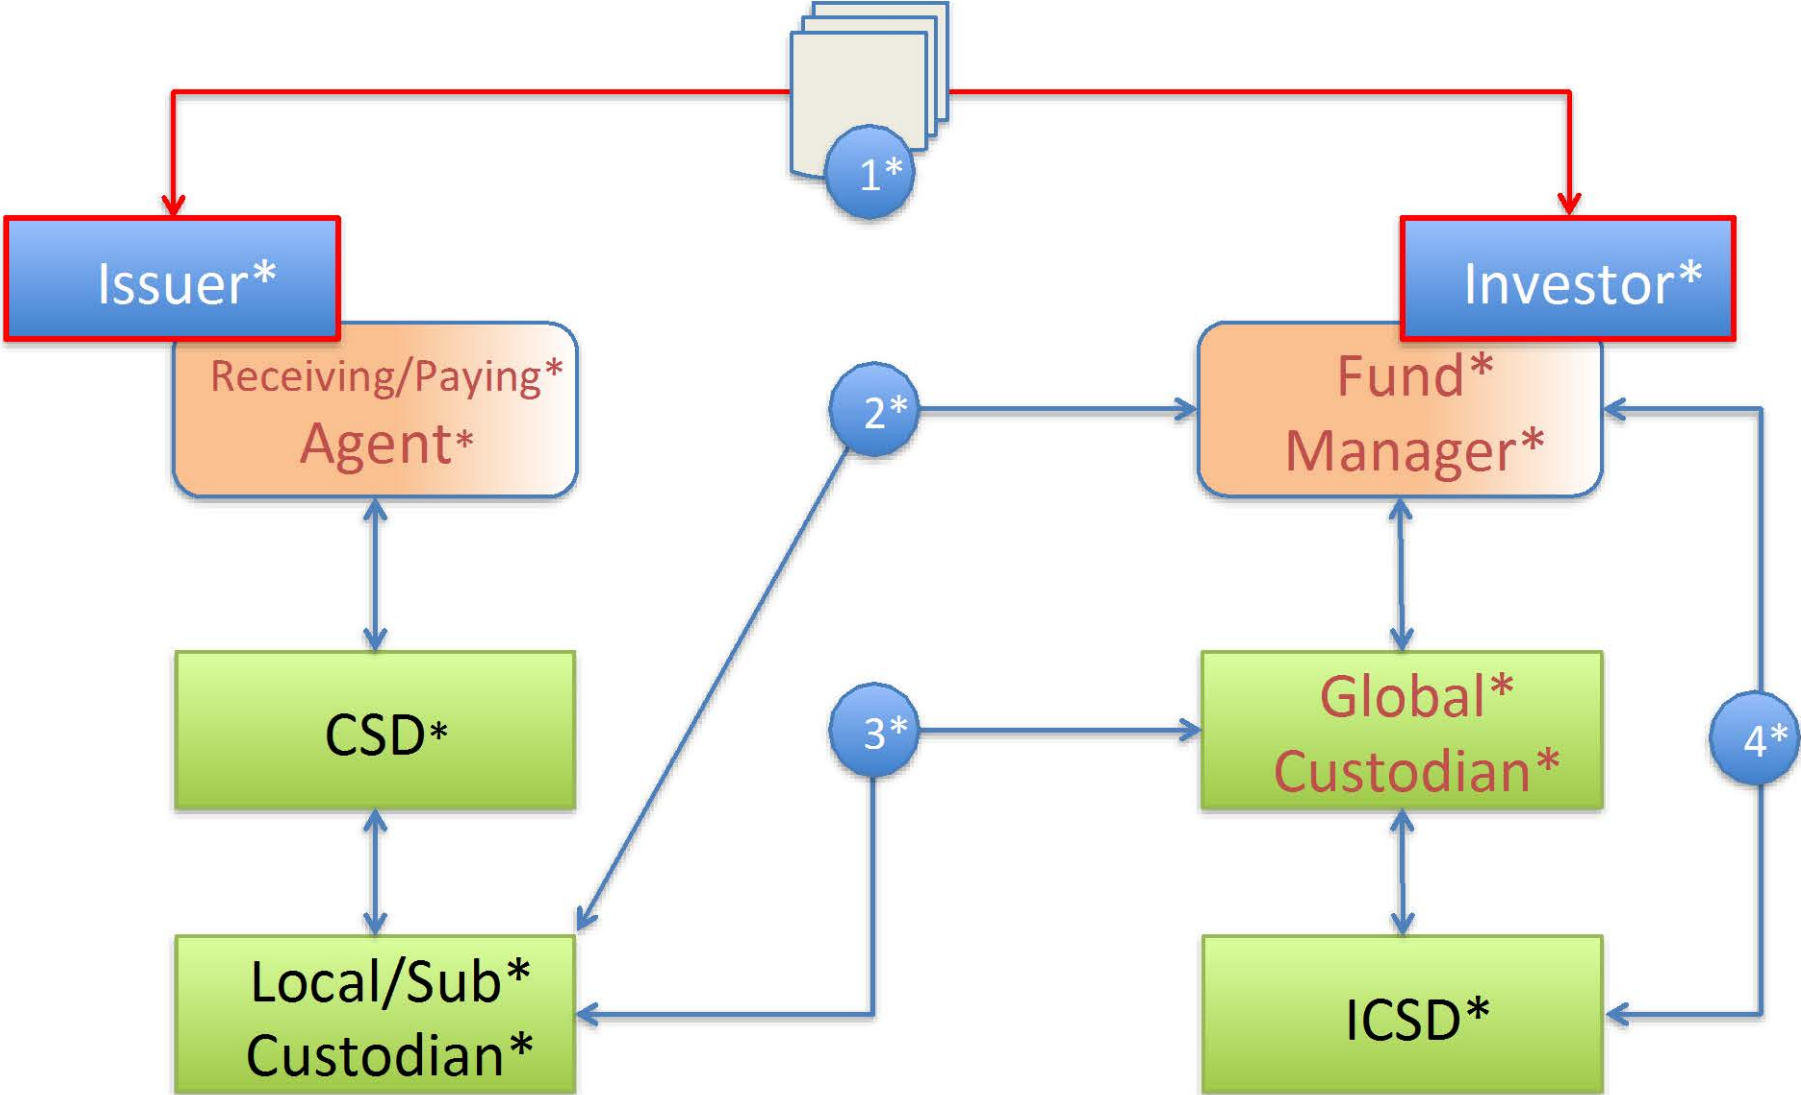 1*
Issuer*
Investor*
Receiving/Paying*
Agent*
2*
Fund*
Manager*
CSD*
3*
Global*
Custodian*
4*
Local/Sub*
Custodian*
ICSD*